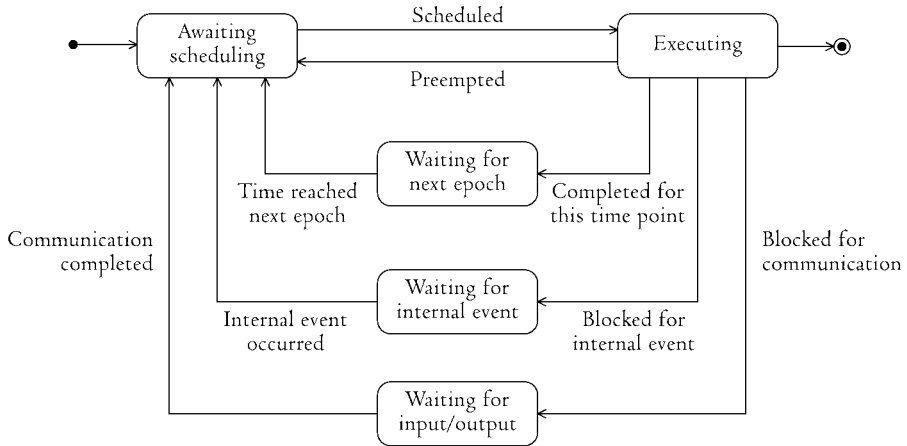 Scheduled
Awaiting
scheduling
Executing
Preempted
Waiting for
next epoch
Time reached
next epoch
Completed for
this time point
Communication
completed
Blocked for
communication
Waiting for
internal event
Internal event
occurred
Blocked for
internal event
Waiting for
input/output